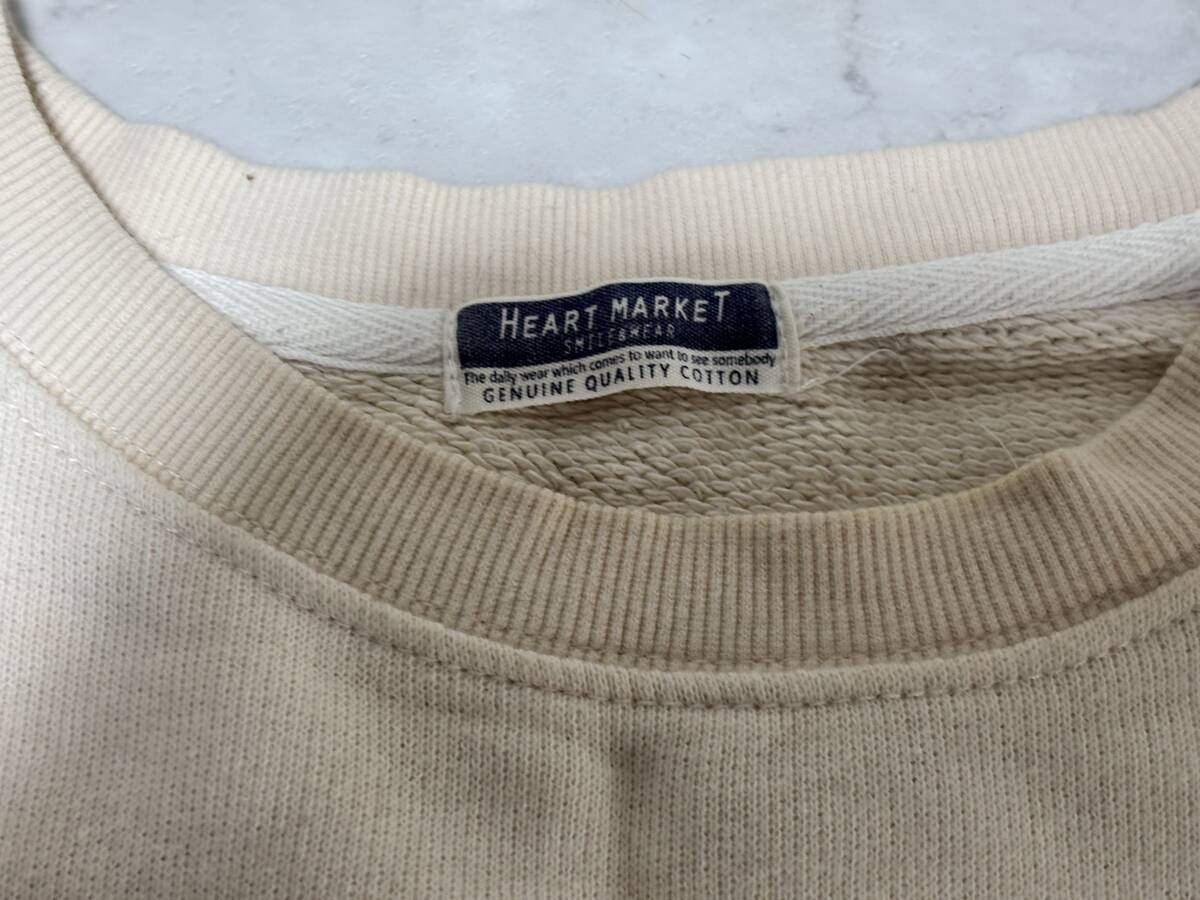 HEART MARKET
SMILE&WEAR
The daily wear which comes to want to see somebody
GENUINE QUALITY COTTON